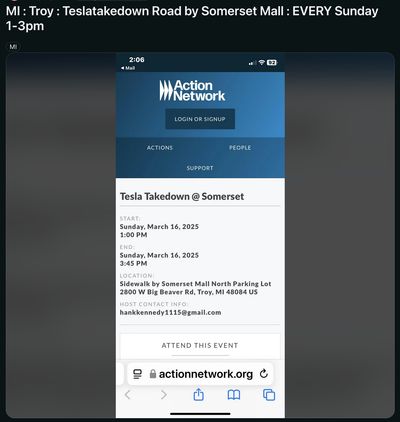 MI : Troy : Teslatakedown Road by Somerset Mall : EVERY Sunday
1-3pm
MI
2:06
92
◀ Mail
Action
Network
LOGIN OR SIGNUP
ACTIONS
PEOPLE
SUPPORT
Tesla Takedown @ Somerset
START:
Sunday, March 16, 2025
1:00 PM
END:
Sunday, March 16, 2025
3:45 PM
LOCATION:
Sidewalk by Somerset Mall North Parking Lot
2800 W Big Beaver Rd, Troy, MI 48084 US
HOST CONTACT INFO:
hankkennedy1115@gmail.com
ATTEND THIS EVENT
actionnetwork.org